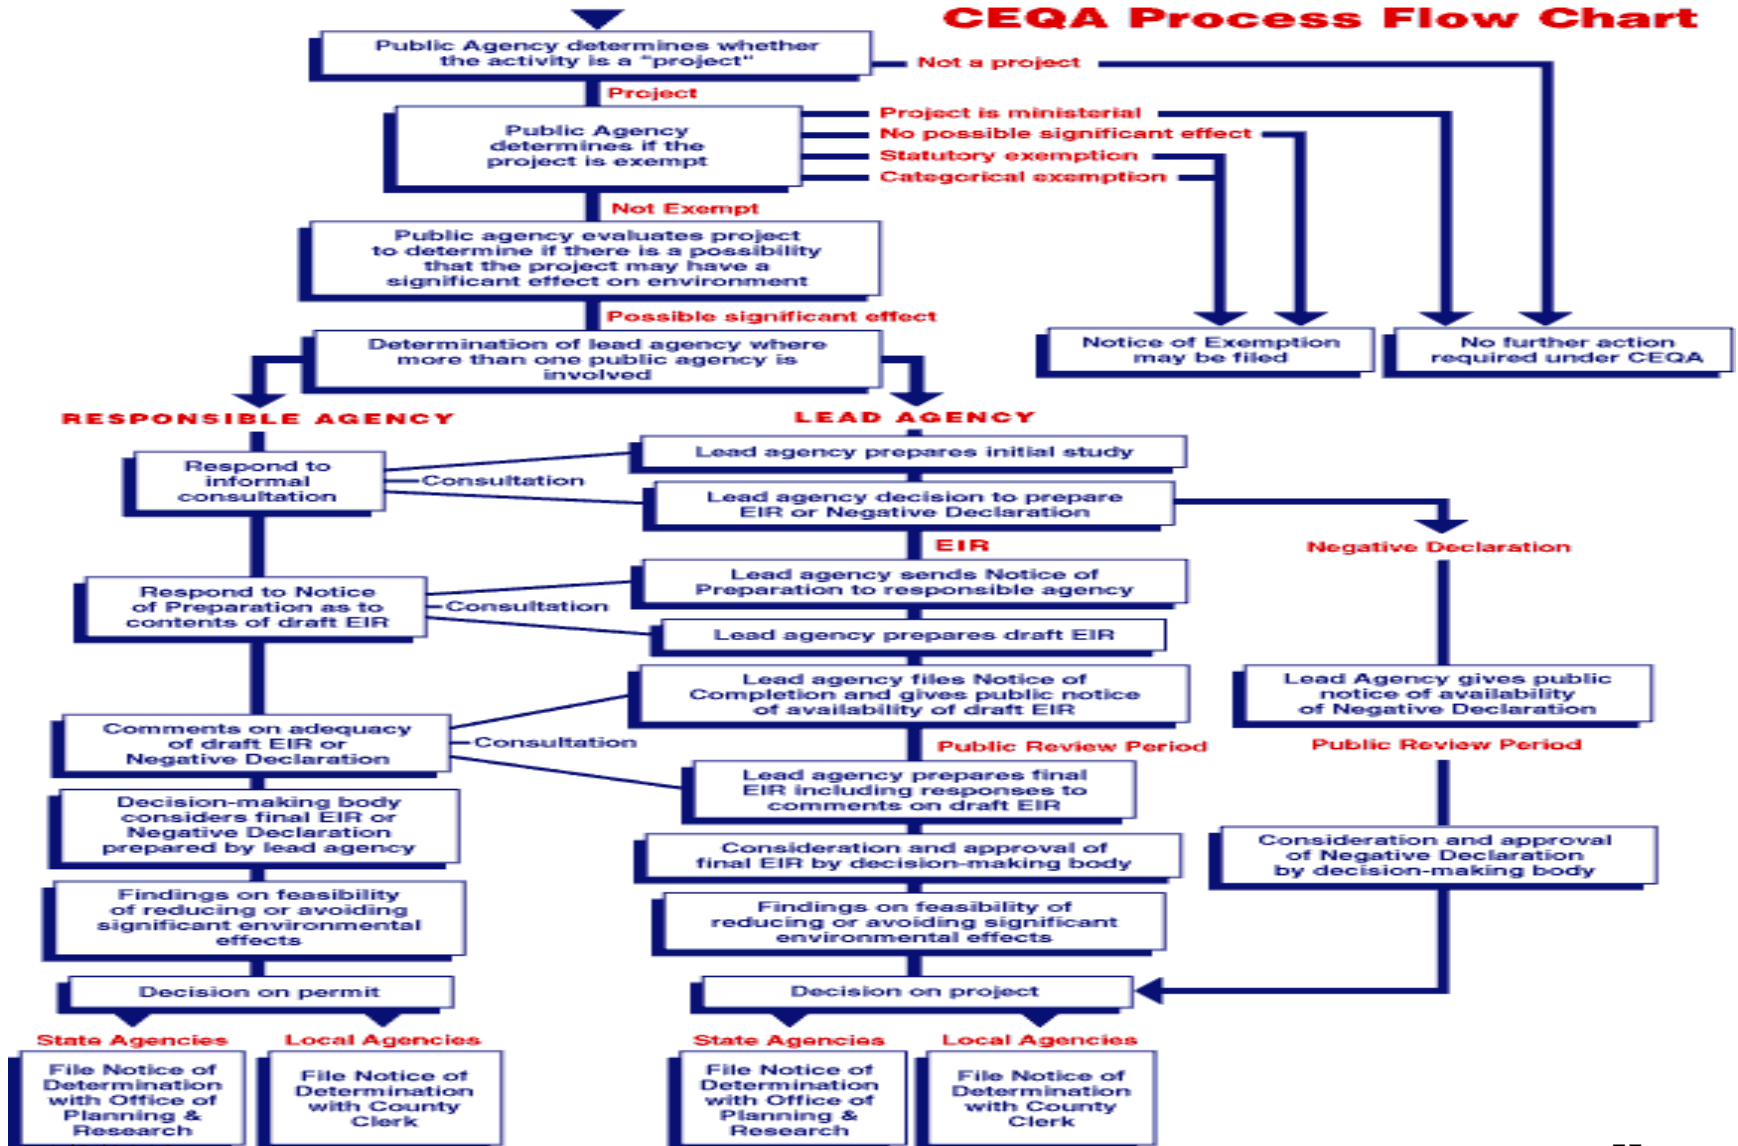 CEQA Process Flow Chart
Public Agency determines whether
the activity is a "project"
Not a project
Project
Public Agency
determines if the
project is exempt
Project is ministerial
No possible significant effect
Statutory exemption
Categorical exemption
Not Exempt
Public agency evaluates project
to determine if there is a possibility
that the project may have a
significant effect on environment
Possible significant effect
Determination of lead agency where
more than one public agency is
involved
Notice of Exemption
may be filed
No further action
required under CEQA
RESPONSIBLE AGENCY
LEAD AGENCY
Respond to
informal
consultation
Consultation
Lead agency prepares initial study
Lead agency decision to prepare
EIR or Negative Declaration
EIR
Negative Declaration
Respond to Notice
of Preparation as to
contents of draft EIR
Consultation
Lead agency sends Notice of
Preparation to responsible agency
Lead agency prepares draft EIR
Lead agency files Notice of
Completion and gives public notice
of availability of draft EIR
Lead Agency gives public
notice of availability
of Negative Declaration
Comments on adequacy
of draft EIR or
Negative Declaration
Consultation
Public Review Period
Public Review Period
Lead agency prepares final
EIR including responses to
comments on draft EIR
Decision-making body
considers final EIR or
Negative Declaration
prepared by lead agency
Consideration and approval of
final EIR by decision-making body
Consideration and approval
of Negative Declaration
by decision-making body
Findings on feasibility
of reducing or avoiding
significant environmental
effects
Findings on feasibility of
reducing or avoiding significant
environmental effects
Decision on permit
Decision on project
State Agencies
Local Agencies
State Agencies
Local Agencies
File Notice of
Determination
with Office of
Planning &
Research
File Notice of
Determination
with County
Clerk
File Notice of
Determination
with Office of
Planning &
Research
File Notice of
Determination
with County
Clerk